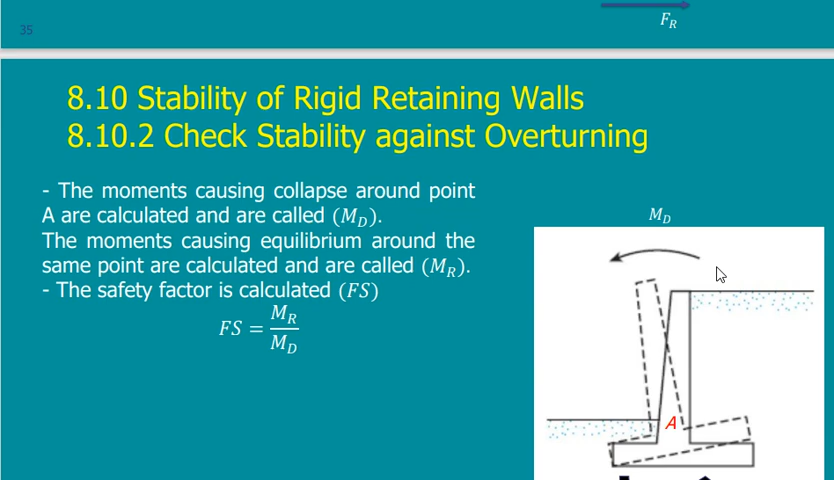 F_R
35
8.10 Stability of Rigid Retaining Walls
8.10.2 Check Stability against Overturning
- The moments causing collapse around point
A are calculated and are called (M_D).
The moments causing equilibrium around the
same point are calculated and are called (M_R).
- The safety factor is calculated (FS)
FS = M_R / M_D
M_D
A